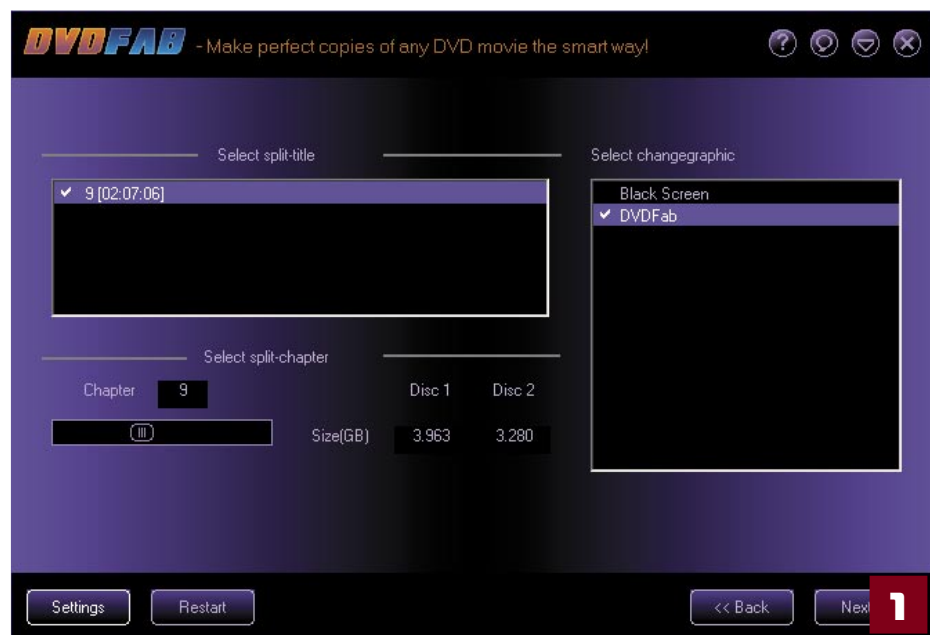 DVDFAB - Make perfect copies of any DVD movie the smart way!
Select split-title
Select changegraphic
9 [02:07:06]
Black Screen
DVDFab
Select split-chapter
Chapter 9 Disc 1 Disc 2
Size(GB) 3.963 3.280
Settings Restart << Back 1